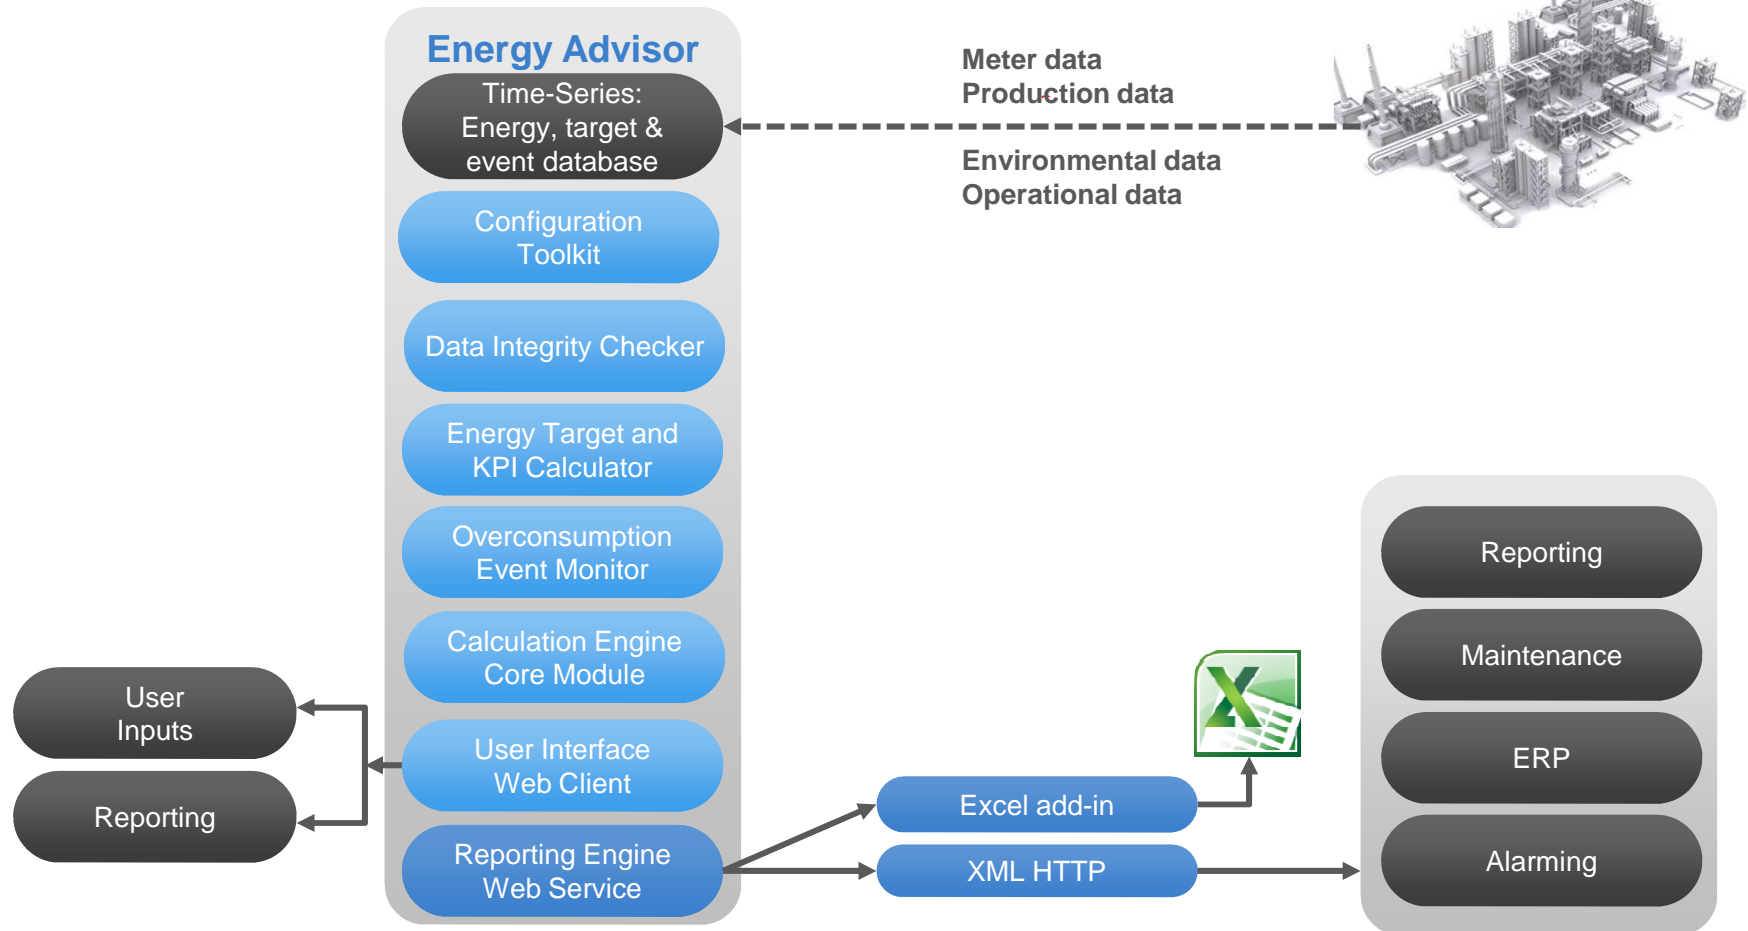 Energy Advisor
Time-Series:
Energy, target &
event database
Configuration
Toolkit
Data Integrity Checker
Energy Target and
KPI Calculator
Overconsumption
Event Monitor
Calculation Engine
Core Module
User Interface
Web Client
Reporting Engine
Web Service
Meter data
Production data
Environmental data
Operational data
User
Inputs
Reporting
Excel add-in
XML HTTP
X
Reporting
Maintenance
ERP
Alarming